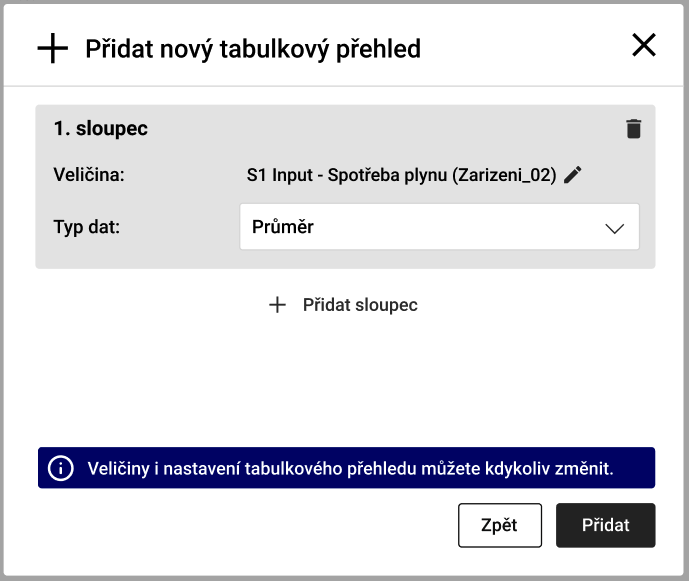 Přidat nový tabulkový přehled
1. sloupec
Veličina: S1 Input - Spotřeba plynu (Zarizeni_02)
Typ dat: Průměr
Přidat sloupec
Veličiny i nastavení tabulkového přehledu můžete kdykoliv změnit.
Zpět Přidat